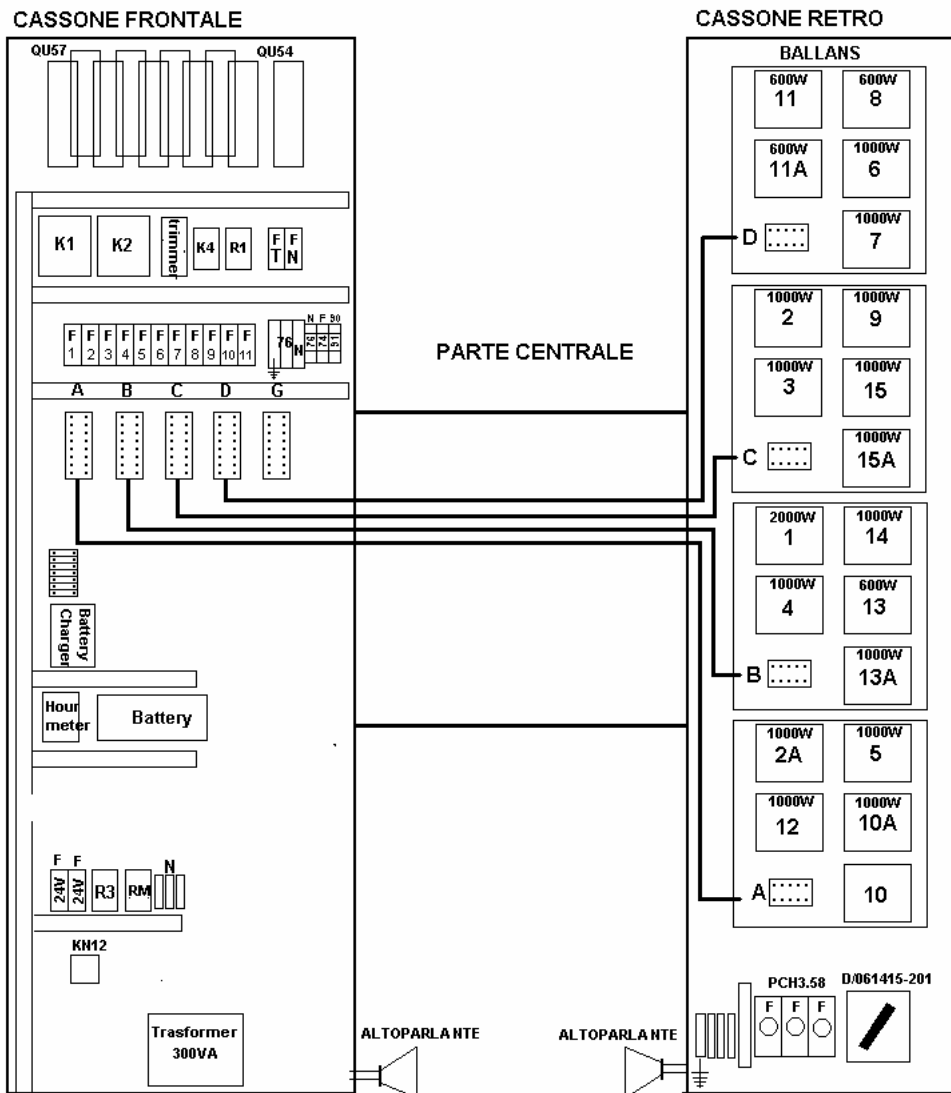 CASSONE FRONTALE
QU57 QU54
K1 K2 trimmer K4 R1 F T F N
F 1 F 2 F 3 F 4 F 5 F 6 F 7 F 8 F 9 F 10 F 11
76 N
N F 90
76 74 91
A B C D G
Battery Charger
Hour meter
Battery
F F N
24V 24V R3 RM
KN12
Trasformer
300VA
ALTOPARLANTE
PARTE CENTRALE
CASSONE RETRO
BALLANS
600W 600W
11 8
600W 1000W
11A 6
1000W
D 7
1000W 1000W
2 9
1000W 1000W
3 15
1000W
C 15A
2000W 1000W
1 14
1000W 600W
4 13
1000W
B 13A
1000W 1000W
2A 5
1000W 1000W
12 10A
A 10
PCH3.58 D/061415-201
F F F
ALTOPARLANTE